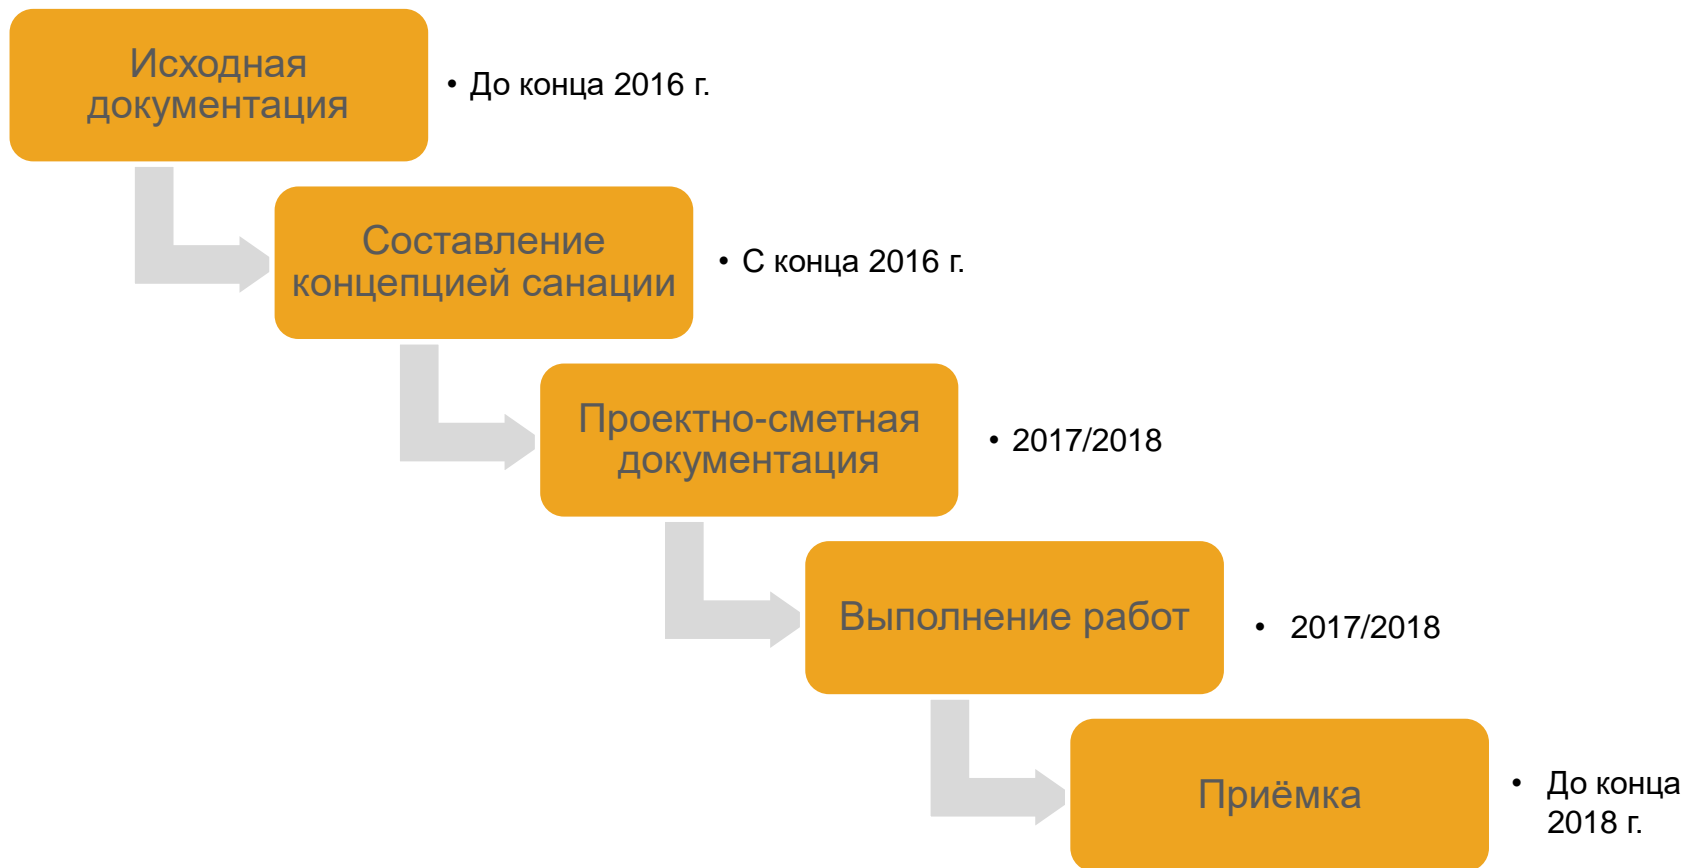 Исходная
документация
• До конца 2016 г.
Составление
концепцией санации
• С конца 2016 г.
Проектно-сметная
документация
• 2017/2018
Выполнение работ
• 2017/2018
Приёмка
• До конца
2018 г.